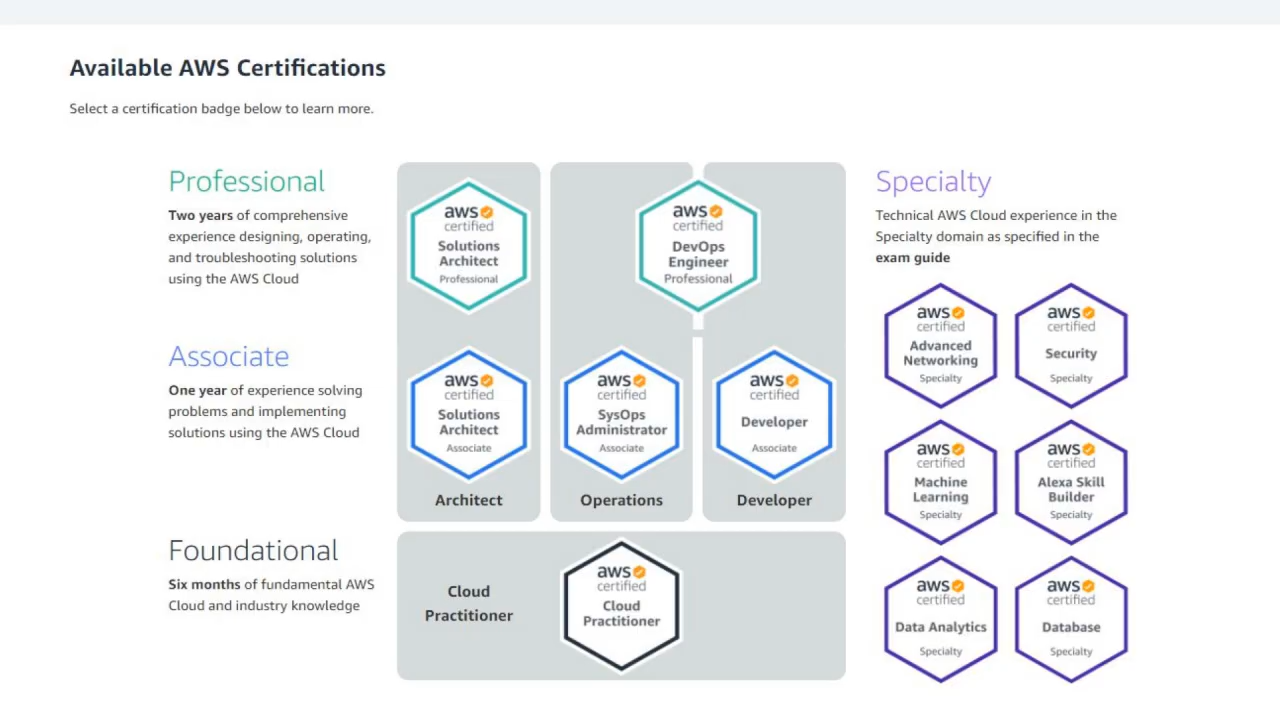 Available AWS Certifications
Select a certification badge below to learn more.
Professional
Two years of comprehensive
experience designing, operating,
and troubleshooting solutions
using the AWS Cloud
aws
certified
Solutions
Architect
Professional
aws
certified
DevOps
Engineer
Professional
Associate
One year of experience solving
problems and implementing
solutions using the AWS Cloud
aws
certified
Solutions
Architect
Associate
Architect
aws
certified
SysOps
Administrator
Associate
Operations
aws
certified
Developer
Associate
Developer
Foundational
Six months of fundamental AWS
Cloud and industry knowledge
Cloud
Practitioner
aws
certified
Cloud
Practitioner
Specialty
Technical AWS Cloud experience in the
Specialty domain as specified in the
exam guide
aws
certified
Advanced
Networking
Specialty
aws
certified
Security
Specialty
aws
certified
Machine
Learning
Specialty
aws
certified
Alexa Skill
Builder
Specialty
aws
certified
Data Analytics
Specialty
aws
certified
Database
Specialty